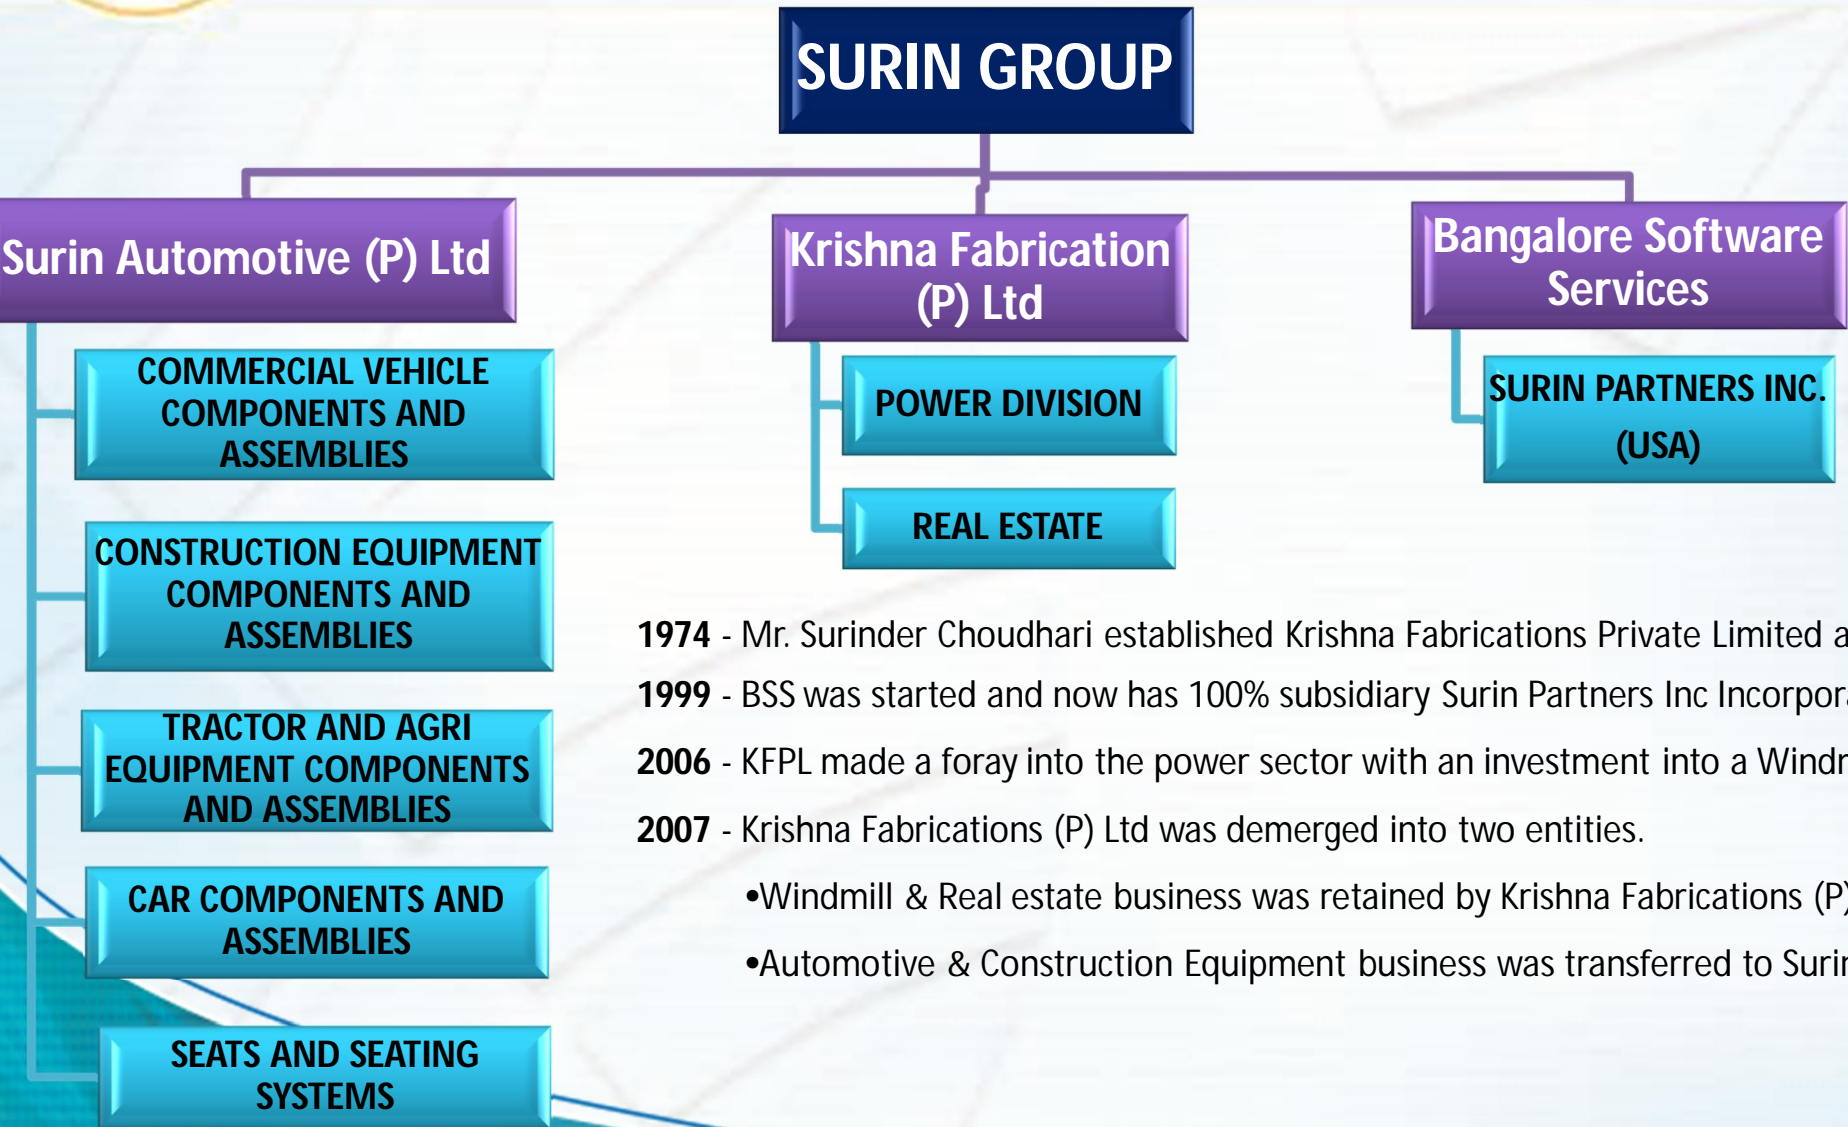 SURIN GROUP
Surin Automotive (P) Ltd
COMMERCIAL VEHICLE
COMPONENTS AND
ASSEMBLIES
CONSTRUCTION EQUIPMENT
COMPONENTS AND
ASSEMBLIES
TRACTOR AND AGRI
EQUIPMENT COMPONENTS
AND ASSEMBLIES
CAR COMPONENTS AND
ASSEMBLIES
SEATS AND SEATING
SYSTEMS
Krishna Fabrication
(P) Ltd
POWER DIVISION
REAL ESTATE
Bangalore Software
Services
SURIN PARTNERS INC.
(USA)
1974 - Mr. Surinder Choudhari established Krishna Fabrications Private Limited
1999 - BSS was started and now has 100% subsidiary Surin Partners Inc
2006 - KFPL made a foray into the power sector with an investment into a
2007 - Krishna Fabrications (P) Ltd was demerged into two entities.
•Windmill & Real estate business was retained by Krishna Fabrications (P)
•Automotive & Construction Equipment business was transferred to Surin